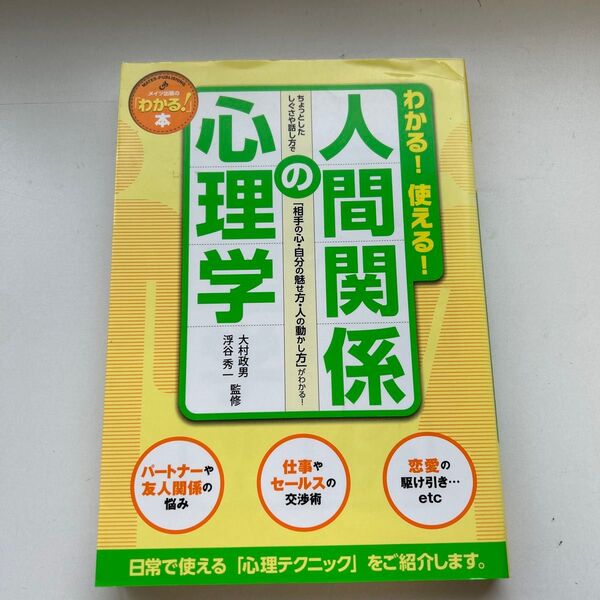 MATES-PUBLISHING
メイツ出版の
「わかる!」
本
わかる! 使える!
人間関係
の
心理学
ちょっとした
しぐさや話し方で
「相手の心・自分の魅せ方・人の動かし方」がわかる!
大村政男
浮谷秀一 監修
パートナーや
友人関係の
悩み
仕事や
セールスの
交渉術
恋愛の
駆け引き…
etc
日常で使える「心理テクニック」をご紹介します。